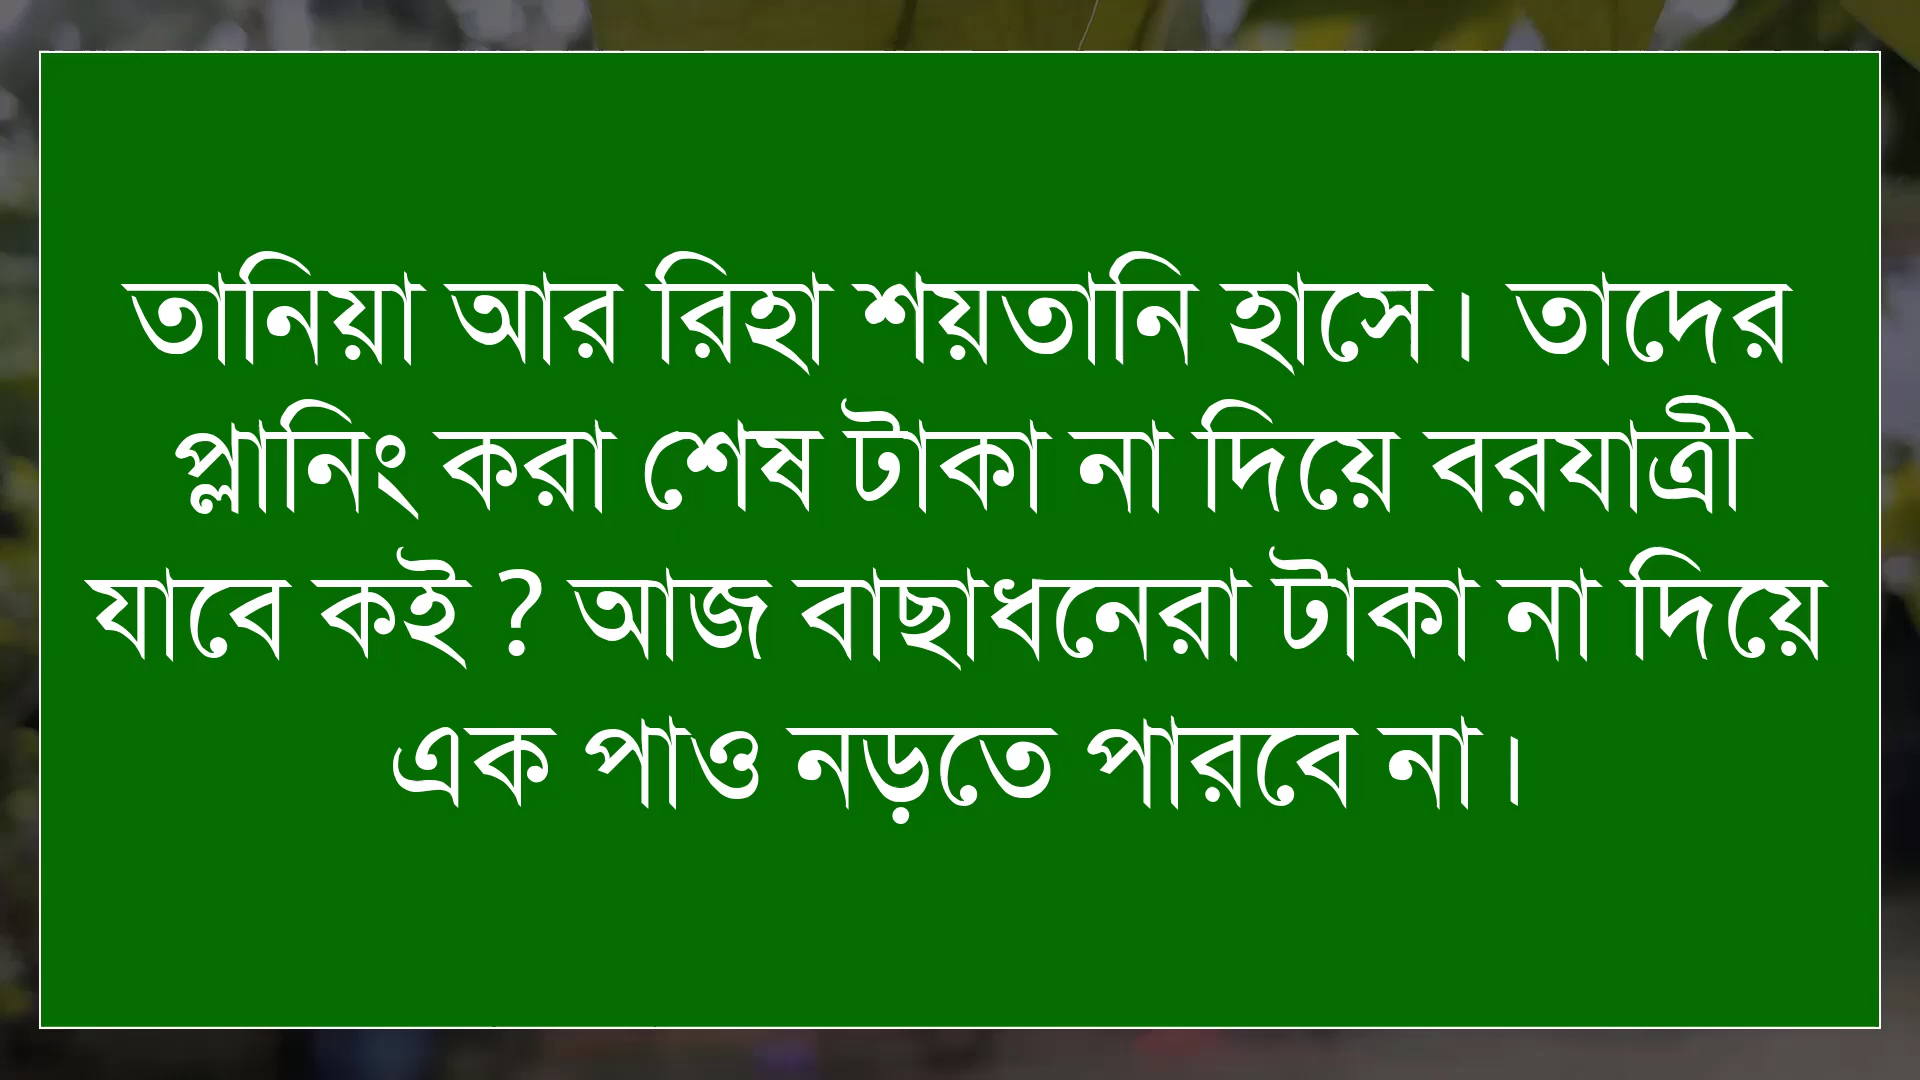 তানিয়া আর রিহা শয়তানি হাসে। তাদের
প্লানিং করা শেষ টাকা না দিয়ে বরযাত্রী
যাবে কই ? আজ বাছাধনেরা টাকা না দিয়ে
এক পাও নড়তে পারবে না।